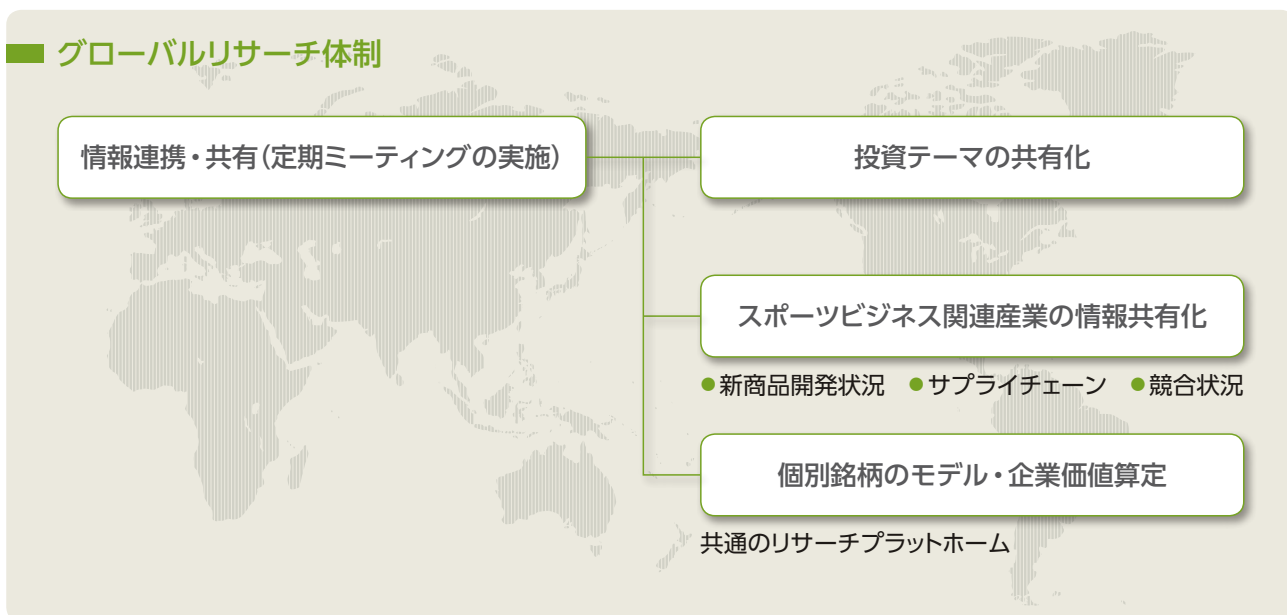 グローバルリサーチ体制
情報連携・共有(定期ミーティングの実施)
投資テーマの共有化
スポーツビジネス関連産業の情報共有化
●新商品開発状況 ●サプライチェーン ●競合状況
個別銘柄のモデル・企業価値算定
共通のリサーチプラットホーム